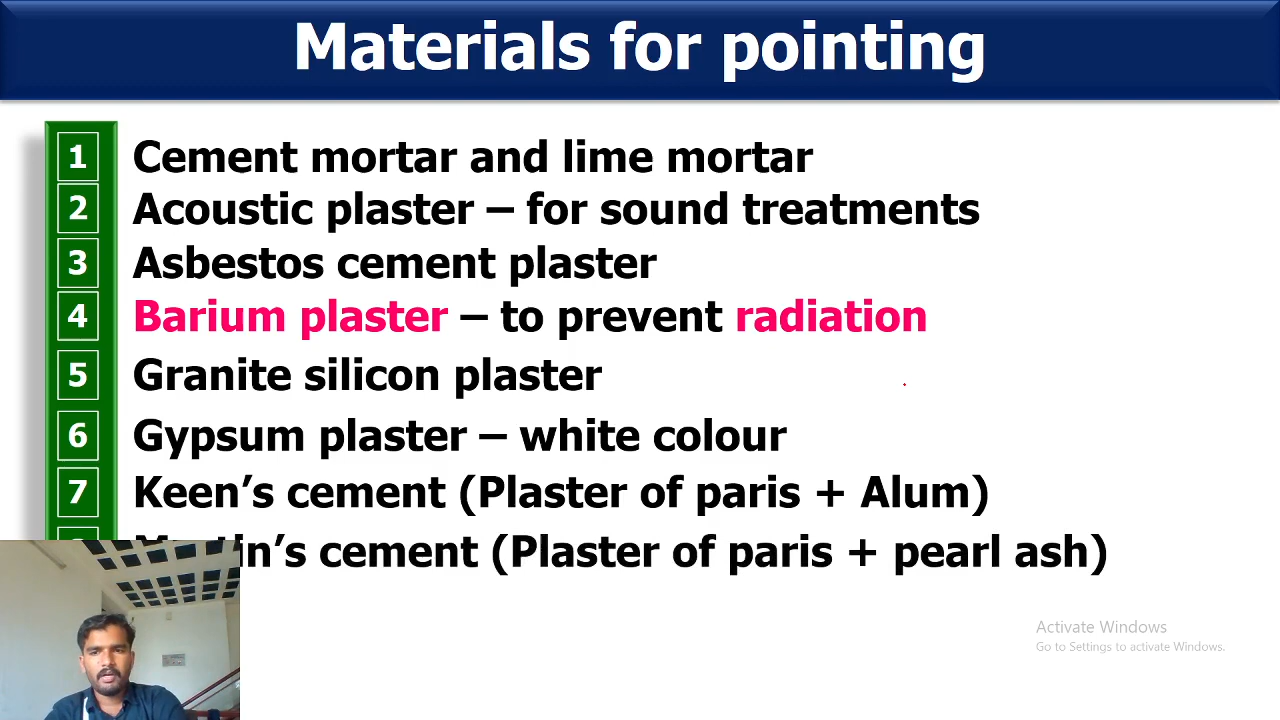 Materials for pointing
1 Cement mortar and lime mortar
2 Acoustic plaster – for sound treatments
3 Asbestos cement plaster
4 Barium plaster – to prevent radiation
5 Granite silicon plaster
6 Gypsum plaster – white colour
7 Keen’s cement (Plaster of paris + Alum)
Martin’s cement (Plaster of paris + pearl ash)
Activate Windows
Go to Settings to activate Windows.